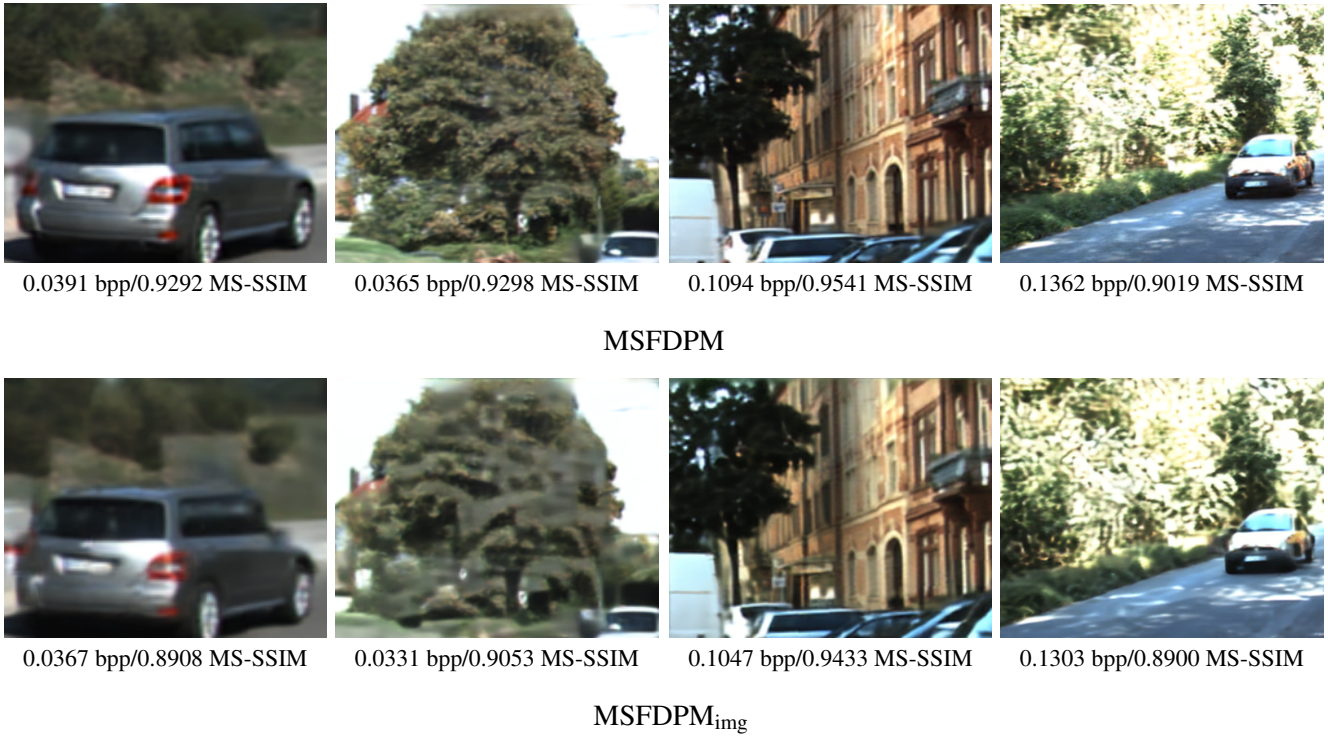 0.0391 bpp/0.9292 MS-SSIM 0.0365 bpp/0.9298 MS-SSIM 0.1094 bpp/0.9541 MS-SSIM 0.1362 bpp/0.9019 MS-SSIM
MSFDPM
0.0367 bpp/0.8908 MS-SSIM 0.0331 bpp/0.9053 MS-SSIM 0.1047 bpp/0.9433 MS-SSIM 0.1303 bpp/0.8900 MS-SSIM
MSFDPMimg